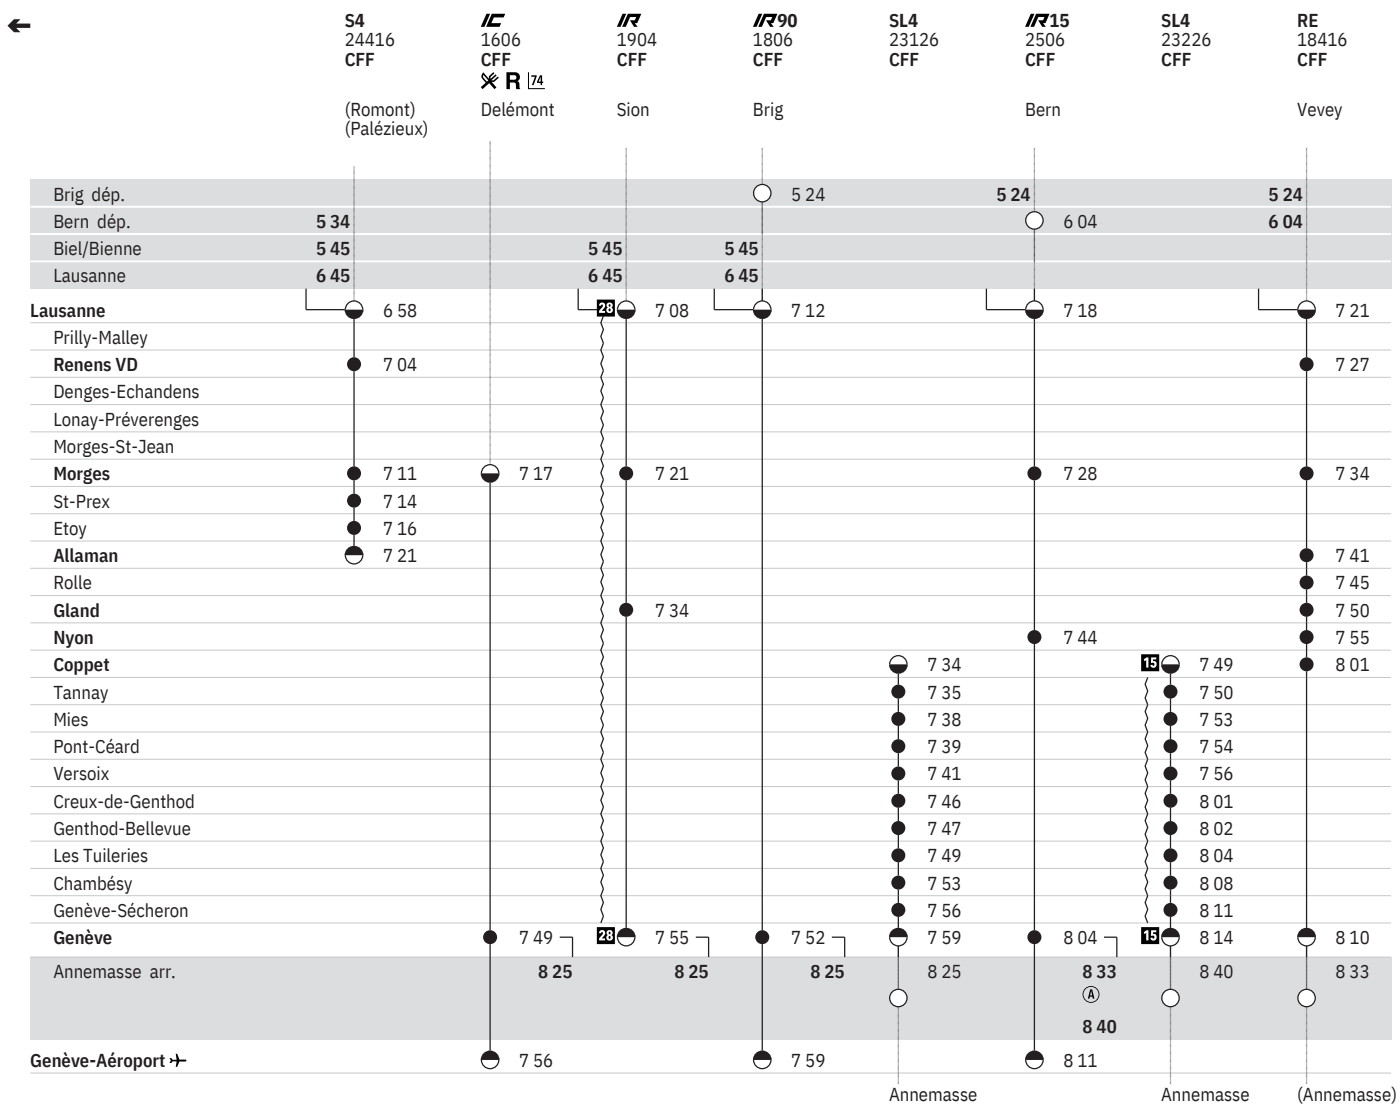 S4 IC IR IR90 SL4 IR15 SL4 RE
24416 1606 1904 1806 23126 2506 23226 18416
CFF CFF CFF CFF CFF CFF CFF CFF
R 74
(Romont) Delémont Sion Brig Bern Vevey
(Palézieux)
Brig dép. 5 24 5 24 5 24
Bern dép. 5 34 6 04 6 04
Biel/Bienne 5 45 5 45 5 45
Lausanne 6 45 6 45 6 45
Lausanne 6 58 28 7 08 7 12 7 18 7 21
Prilly-Malley
Renens VD 7 04 7 27
Denges-Echandens
Lonay-Préverenges
Morges-St-Jean
Morges 7 11 7 17 7 21 7 28 7 34
St-Prex 7 14
Etoy 7 16
Allaman 7 21 7 41
Rolle 7 45
Gland 7 34 7 50
Nyon 7 44 7 55
Coppet 7 34 15 7 49 8 01
Tannay 7 35 7 50
Mies 7 38 7 53
Pont-Céard 7 39 7 54
Versoix 7 41 7 56
Creux-de-Genthod 7 46 8 01
Genthod-Bellevue 7 47 8 02
Les Tuileries 7 49 8 04
Chambésy 7 53 8 08
Genève-Sécheron 7 56 8 11
Genève 7 49 28 7 55 7 52 7 59 8 04 15 8 14 8 10
Annemasse arr. 8 25 8 25 8 25 8 25 8 33 8 40 8 33
A
8 40
Genève-Aéroport 7 56 7 59 8 11
Annemasse Annemasse (Annemasse)